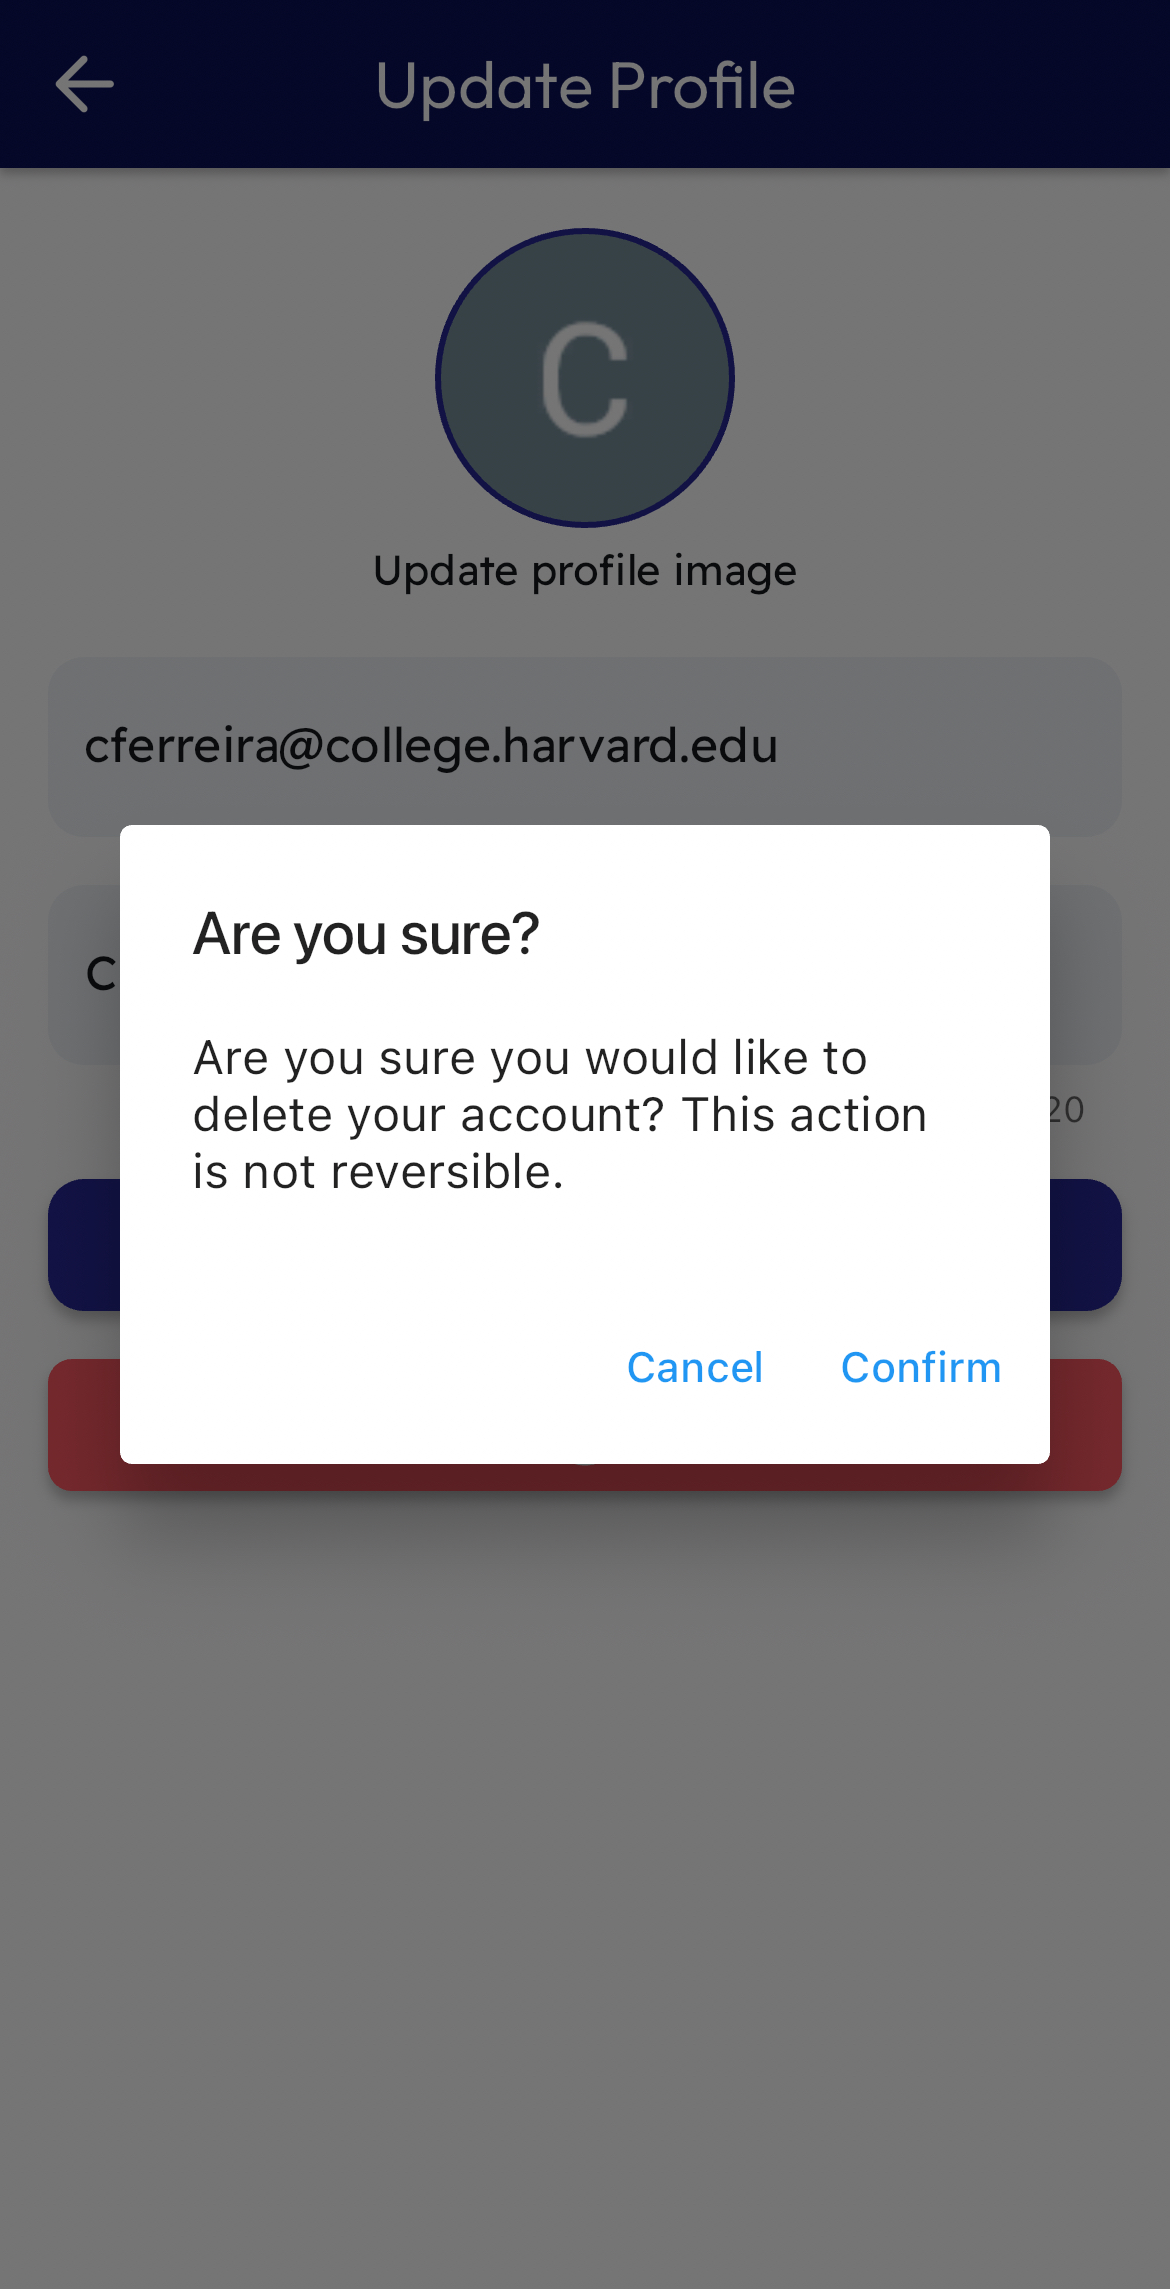 Update Profile
C
Update profile image
cferreira@college.harvard.edu
C
20
Are you sure?
Are you sure you would like to
delete your account? This action
is not reversible.
Cancel Confirm